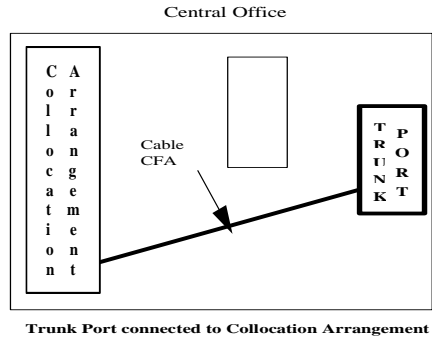 Central Office
Collocation
Arrangement
Cable
CFA
TRUNK
PORT
Trunk Port connected to Collocation Arrangement